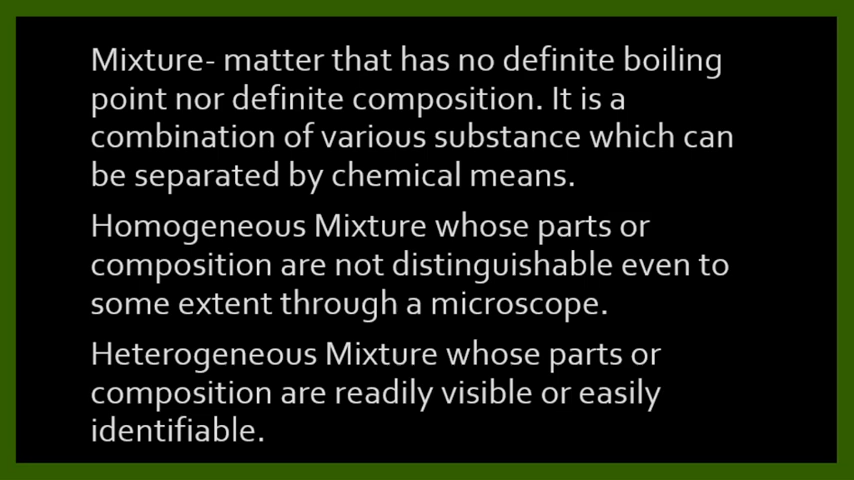 Mixture- matter that has no definite boiling
point nor definite composition. It is a
combination of various substance which can
be separated by chemical means.
Homogeneous Mixture whose parts or
composition are not distinguishable even to
some extent through a microscope.
Heterogeneous Mixture whose parts or
composition are readily visible or easily
identifiable.